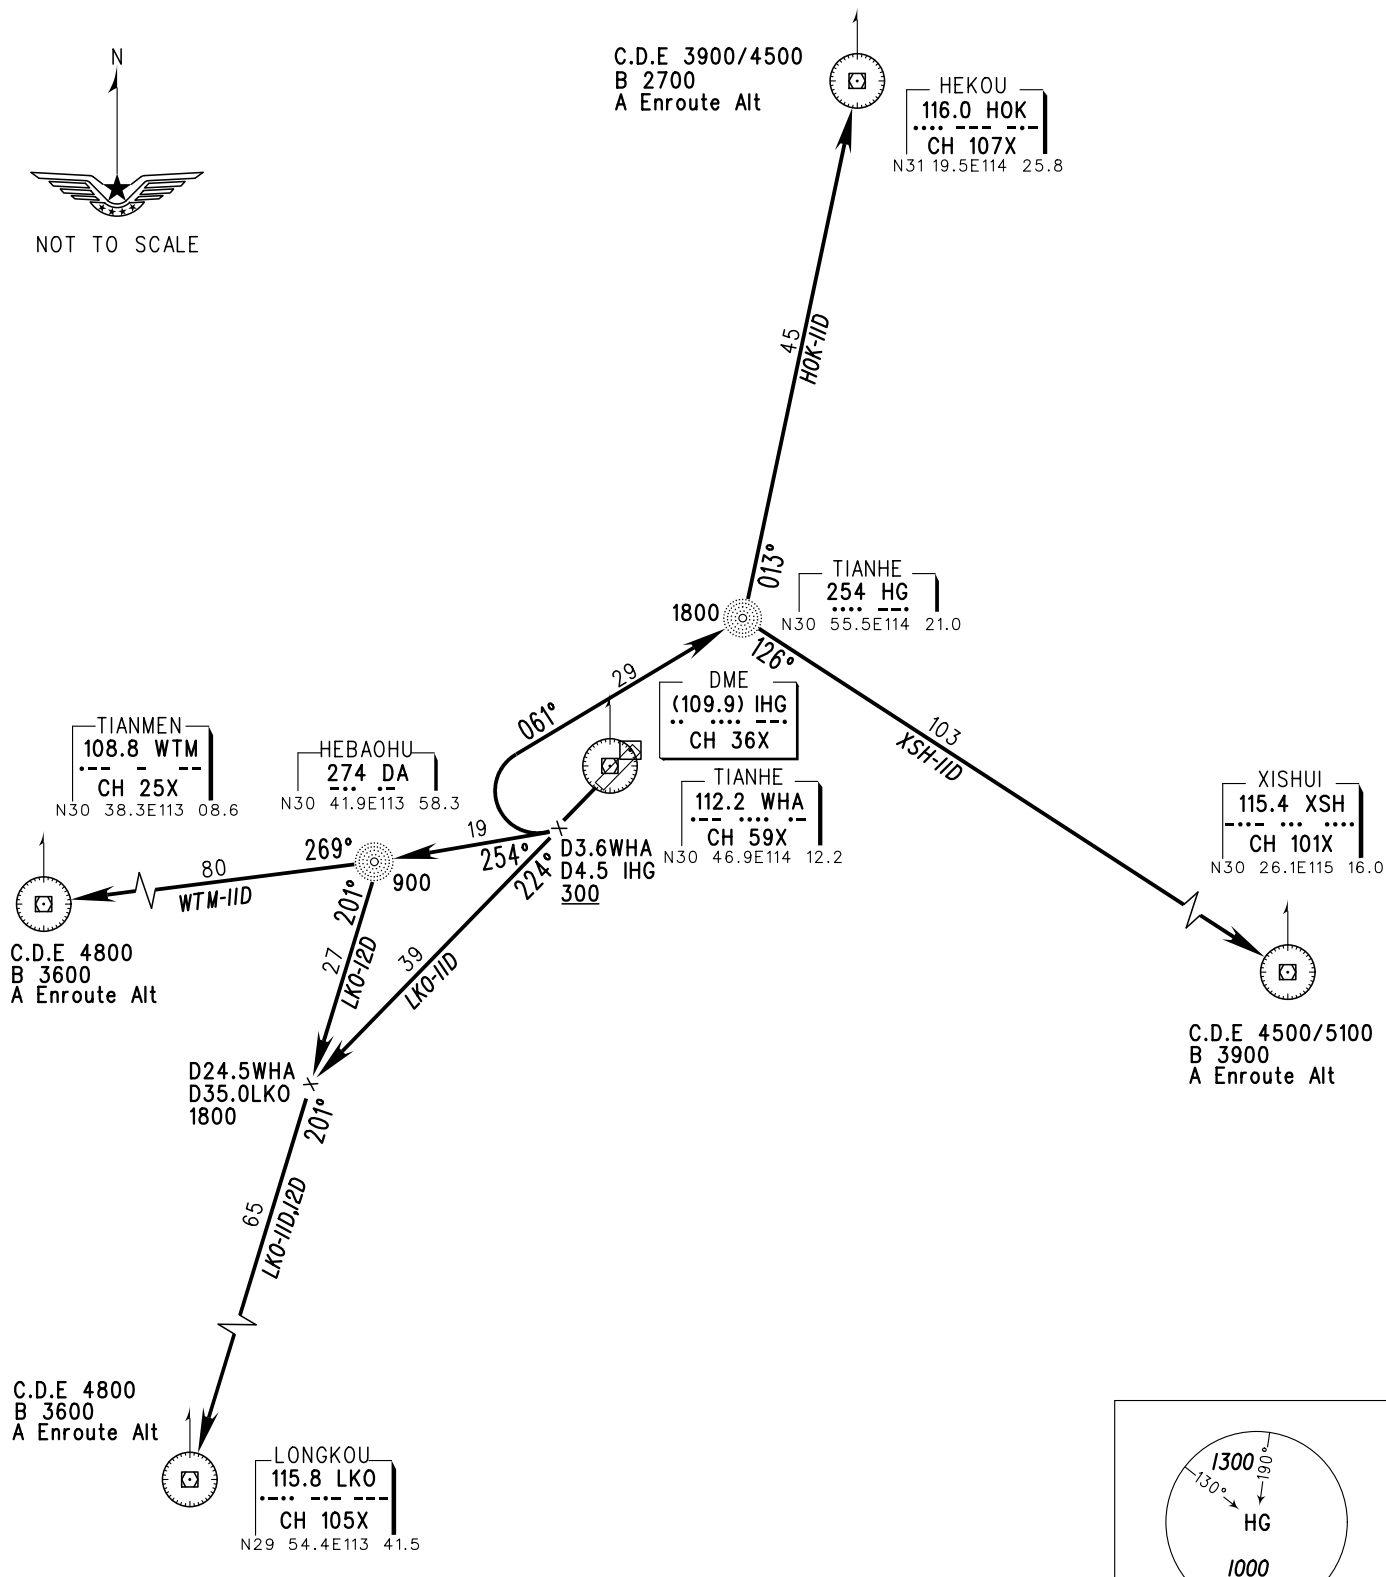 N
NOT TO SCALE
C.D.E 3900/4500
B 2700
A Enroute Alt
HEKOU
116.0 HOK
CH 107X
N31 19.5E114 25.8
45
HOK-11D
013°
TIANHE
254 HG
N30 55.5E114 21.0
1800
126°
29
061°
DME
(109.9) IHG
CH 36X
103
XSH-11D
TIANMEN
108.8 WTM
CH 25X
N30 38.3E113 08.6
HEBAOHU
274 DA
N30 41.9E113 58.3
TIANHE
112.2 WHA
CH 59X
N30 46.9E114 12.2
XISHUI
115.4 XSH
CH 101X
N30 26.1E115 16.0
19
254°
269°
900
80
WTM-11D
D3.6WHA
D4.5 IHG
300
224°
201°
27
LKO-12D
39
LKO-11D
C.D.E 4800
B 3600
A Enroute Alt
C.D.E 4500/5100
B 3900
A Enroute Alt
D24.5WHA
D35.0LKO
1800
201°
65
LKO-11D,12D
C.D.E 4800
B 3600
A Enroute Alt
LONGKOU
115.8 LKO
CH 105X
N29 54.4E113 41.5
1300
130°
190°
HG
1000